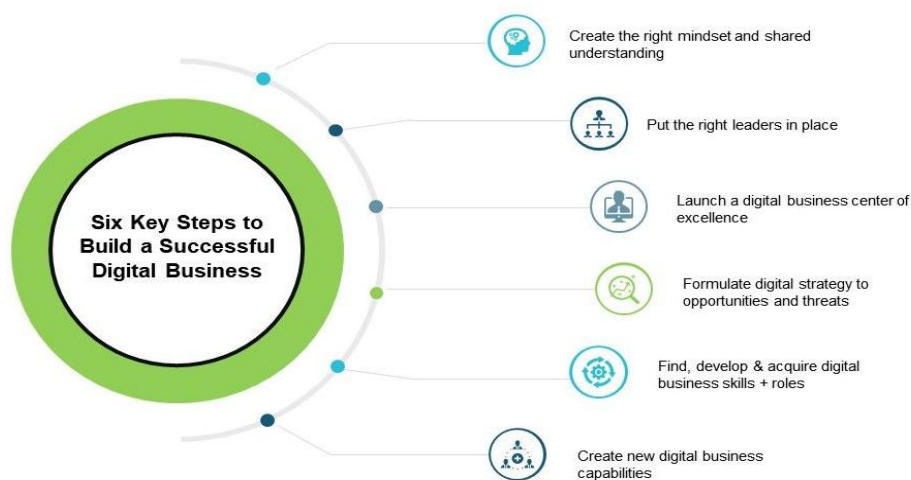 Create the right mindset and shared
understanding
Put the right leaders in place
Six Key Steps to
Build a Successful
Digital Business
Launch a digital business center of
excellence
Formulate digital strategy to
opportunities and threats
Find, develop & acquire digital
business skills + roles
Create new digital business
capabilities